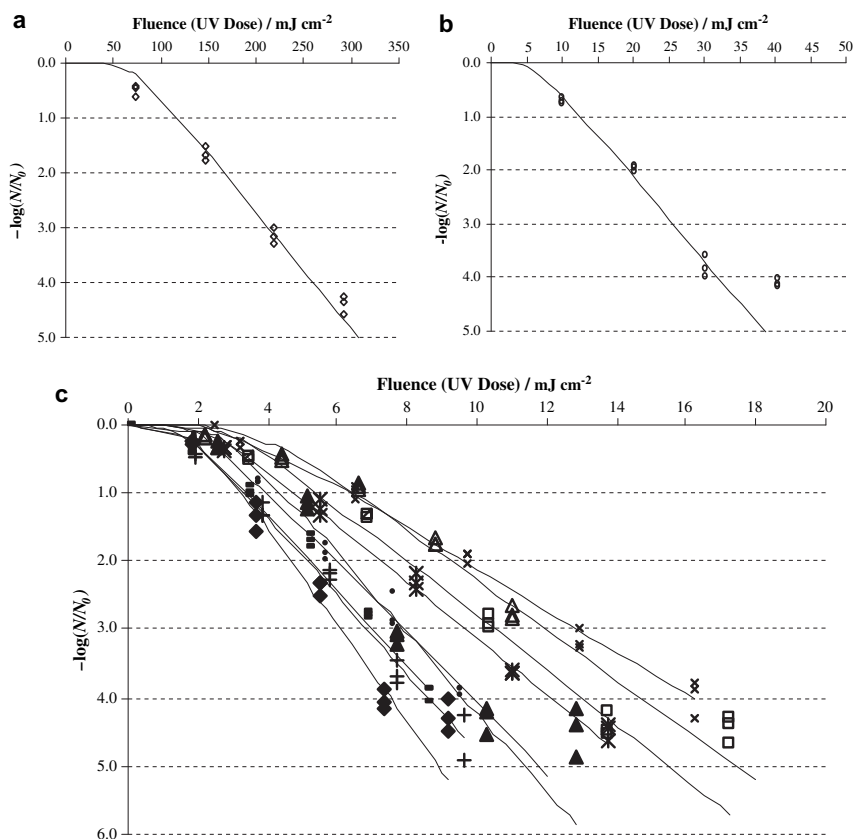 a
Fluence (UV Dose) / mJ cm⁻²
0 50 100 150 200 250 300 350
0.0
1.0
2.0
3.0
4.0
5.0
−log(N/N₀)
b
Fluence (UV Dose) / mJ cm⁻²
0 5 10 15 20 25 30 35 40 45 50
0.0
1.0
2.0
3.0
4.0
5.0
-log(N/N₀)
c
Fluence (UV Dose) / mJ cm⁻²
0 2 4 6 8 10 12 14 16 18 20
0.0
1.0
2.0
3.0
4.0
5.0
6.0
−log(N/N₀)